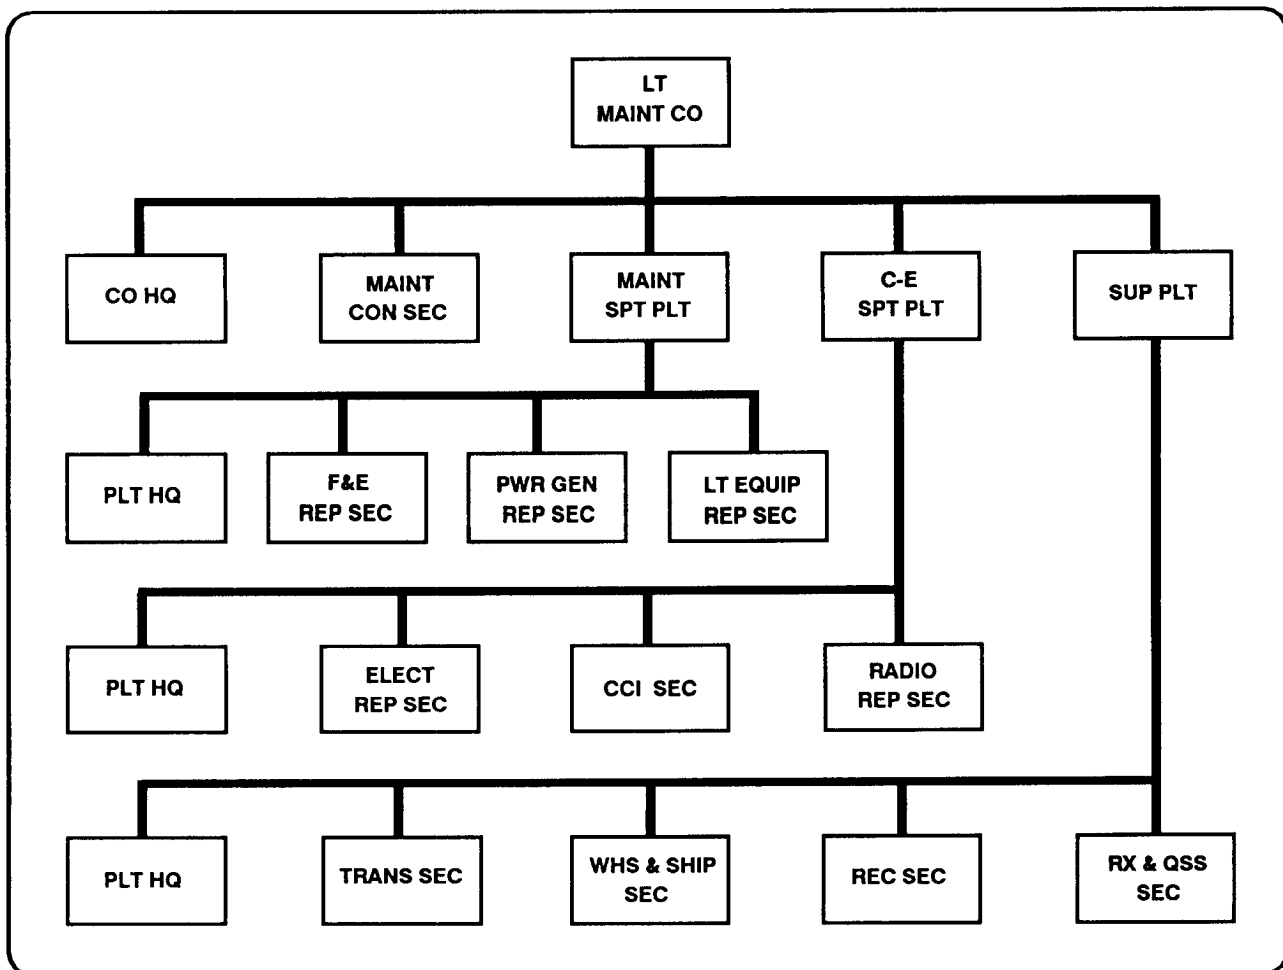 LT
MAINT CO
CO HQ
MAINT
CON SEC
MAINT
SPT PLT
C-E
SPT PLT
SUP PLT
PLT HQ
F&E
REP SEC
PWR GEN
REP SEC
LT EQUIP
REP SEC
PLT HQ
ELECT
REP SEC
CCI SEC
RADIO
REP SEC
PLT HQ
TRANS SEC
WHS & SHIP
SEC
REC SEC
RX & QSS
SEC